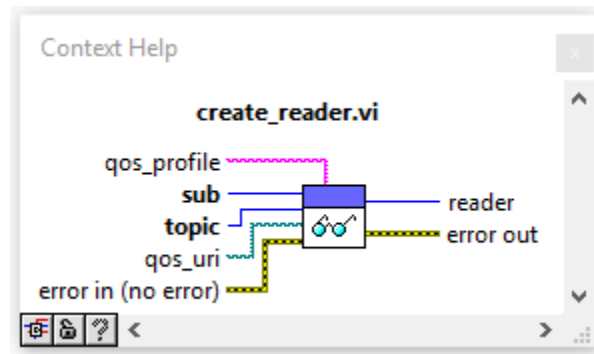 Context Help
create_reader.vi
qos_profile
sub
reader
topic
error out
qos_uri
error in (no error)